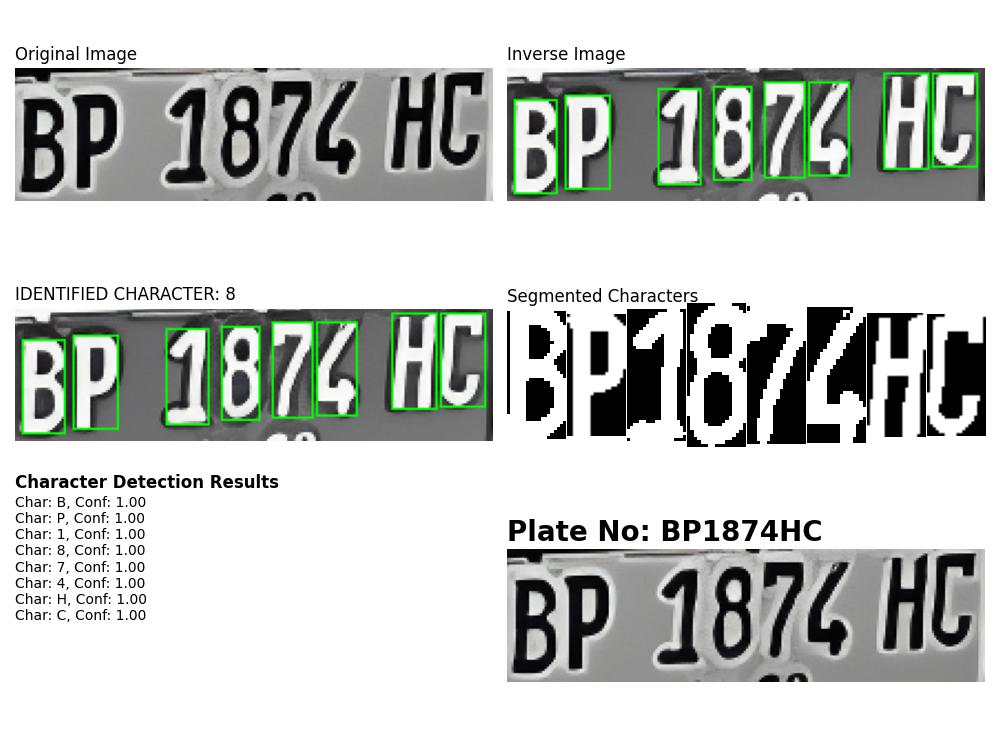 Original Image
BP 1874 HC
Inverse Image
BP 1874 HC
IDENTIFIED CHARACTER: 8
BP 1874 HC
Segmented Characters
BP1874HC
Character Detection Results
Char: B, Conf: 1.00
Char: P, Conf: 1.00
Char: 1, Conf: 1.00
Char: 8, Conf: 1.00
Char: 7, Conf: 1.00
Char: 4, Conf: 1.00
Char: H, Conf: 1.00
Char: C, Conf: 1.00
Plate No: BP1874HC
BP 1874 HC